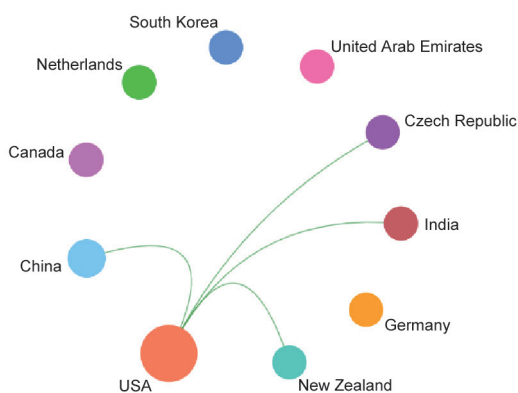 South Korea
United Arab Emirates
Netherlands
Czech Republic
Canada
India
China
Germany
USA
New Zealand